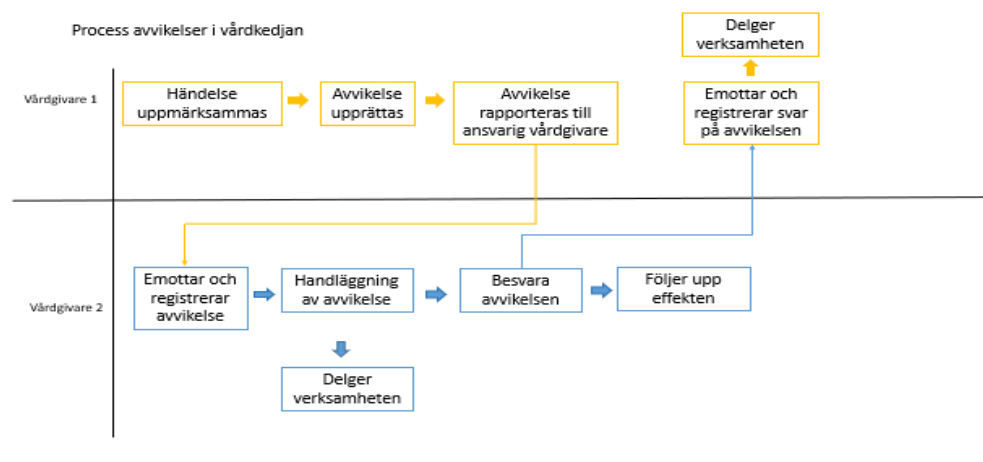 Process avvikelser i vårdkedjan
Delger
verksamheten
Vårdgivare 1
Händelse
uppmärksammas
Avvikelse
upprättas
Avvikelse
rapporteras till
ansvarig vårdgivare
Emottar och
registrerar svar
på avvikelsen
Vårdgivare 2
Emottar och
registrerar
avvikelse
Handläggning
av avvikelse
Besvara
avvikelsen
Följer upp
effekten
Delger
verksamheten